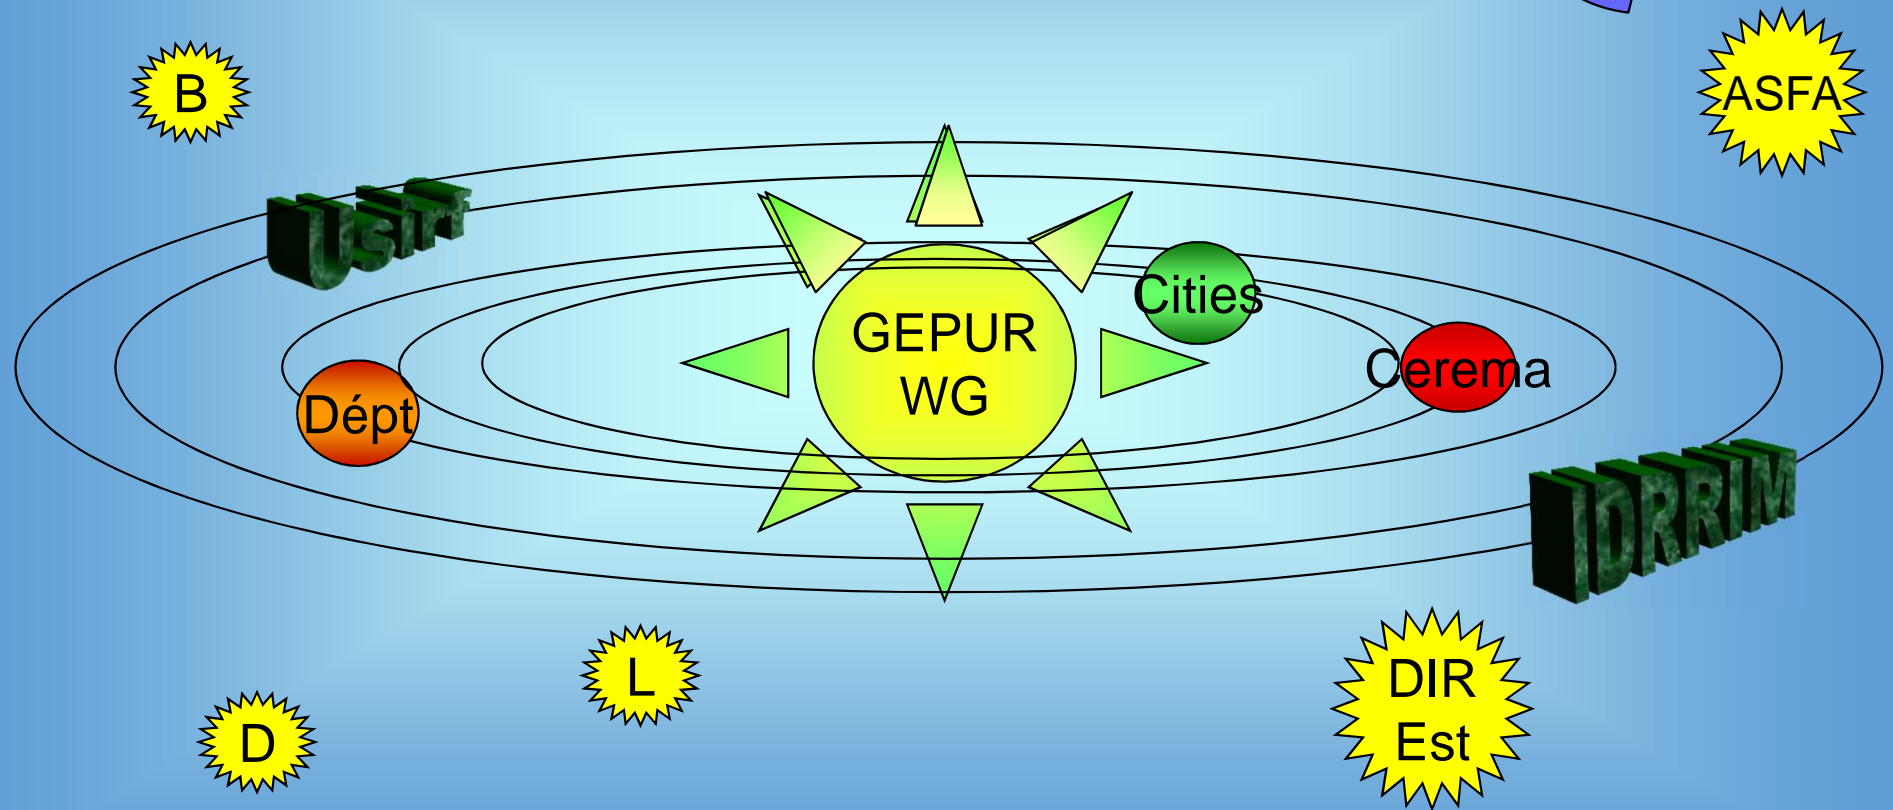 B
ASFA
Usirf
Cities
GEPUR
WG
Cerema
Dépt
IDRRIM
L
DIR
Est
D